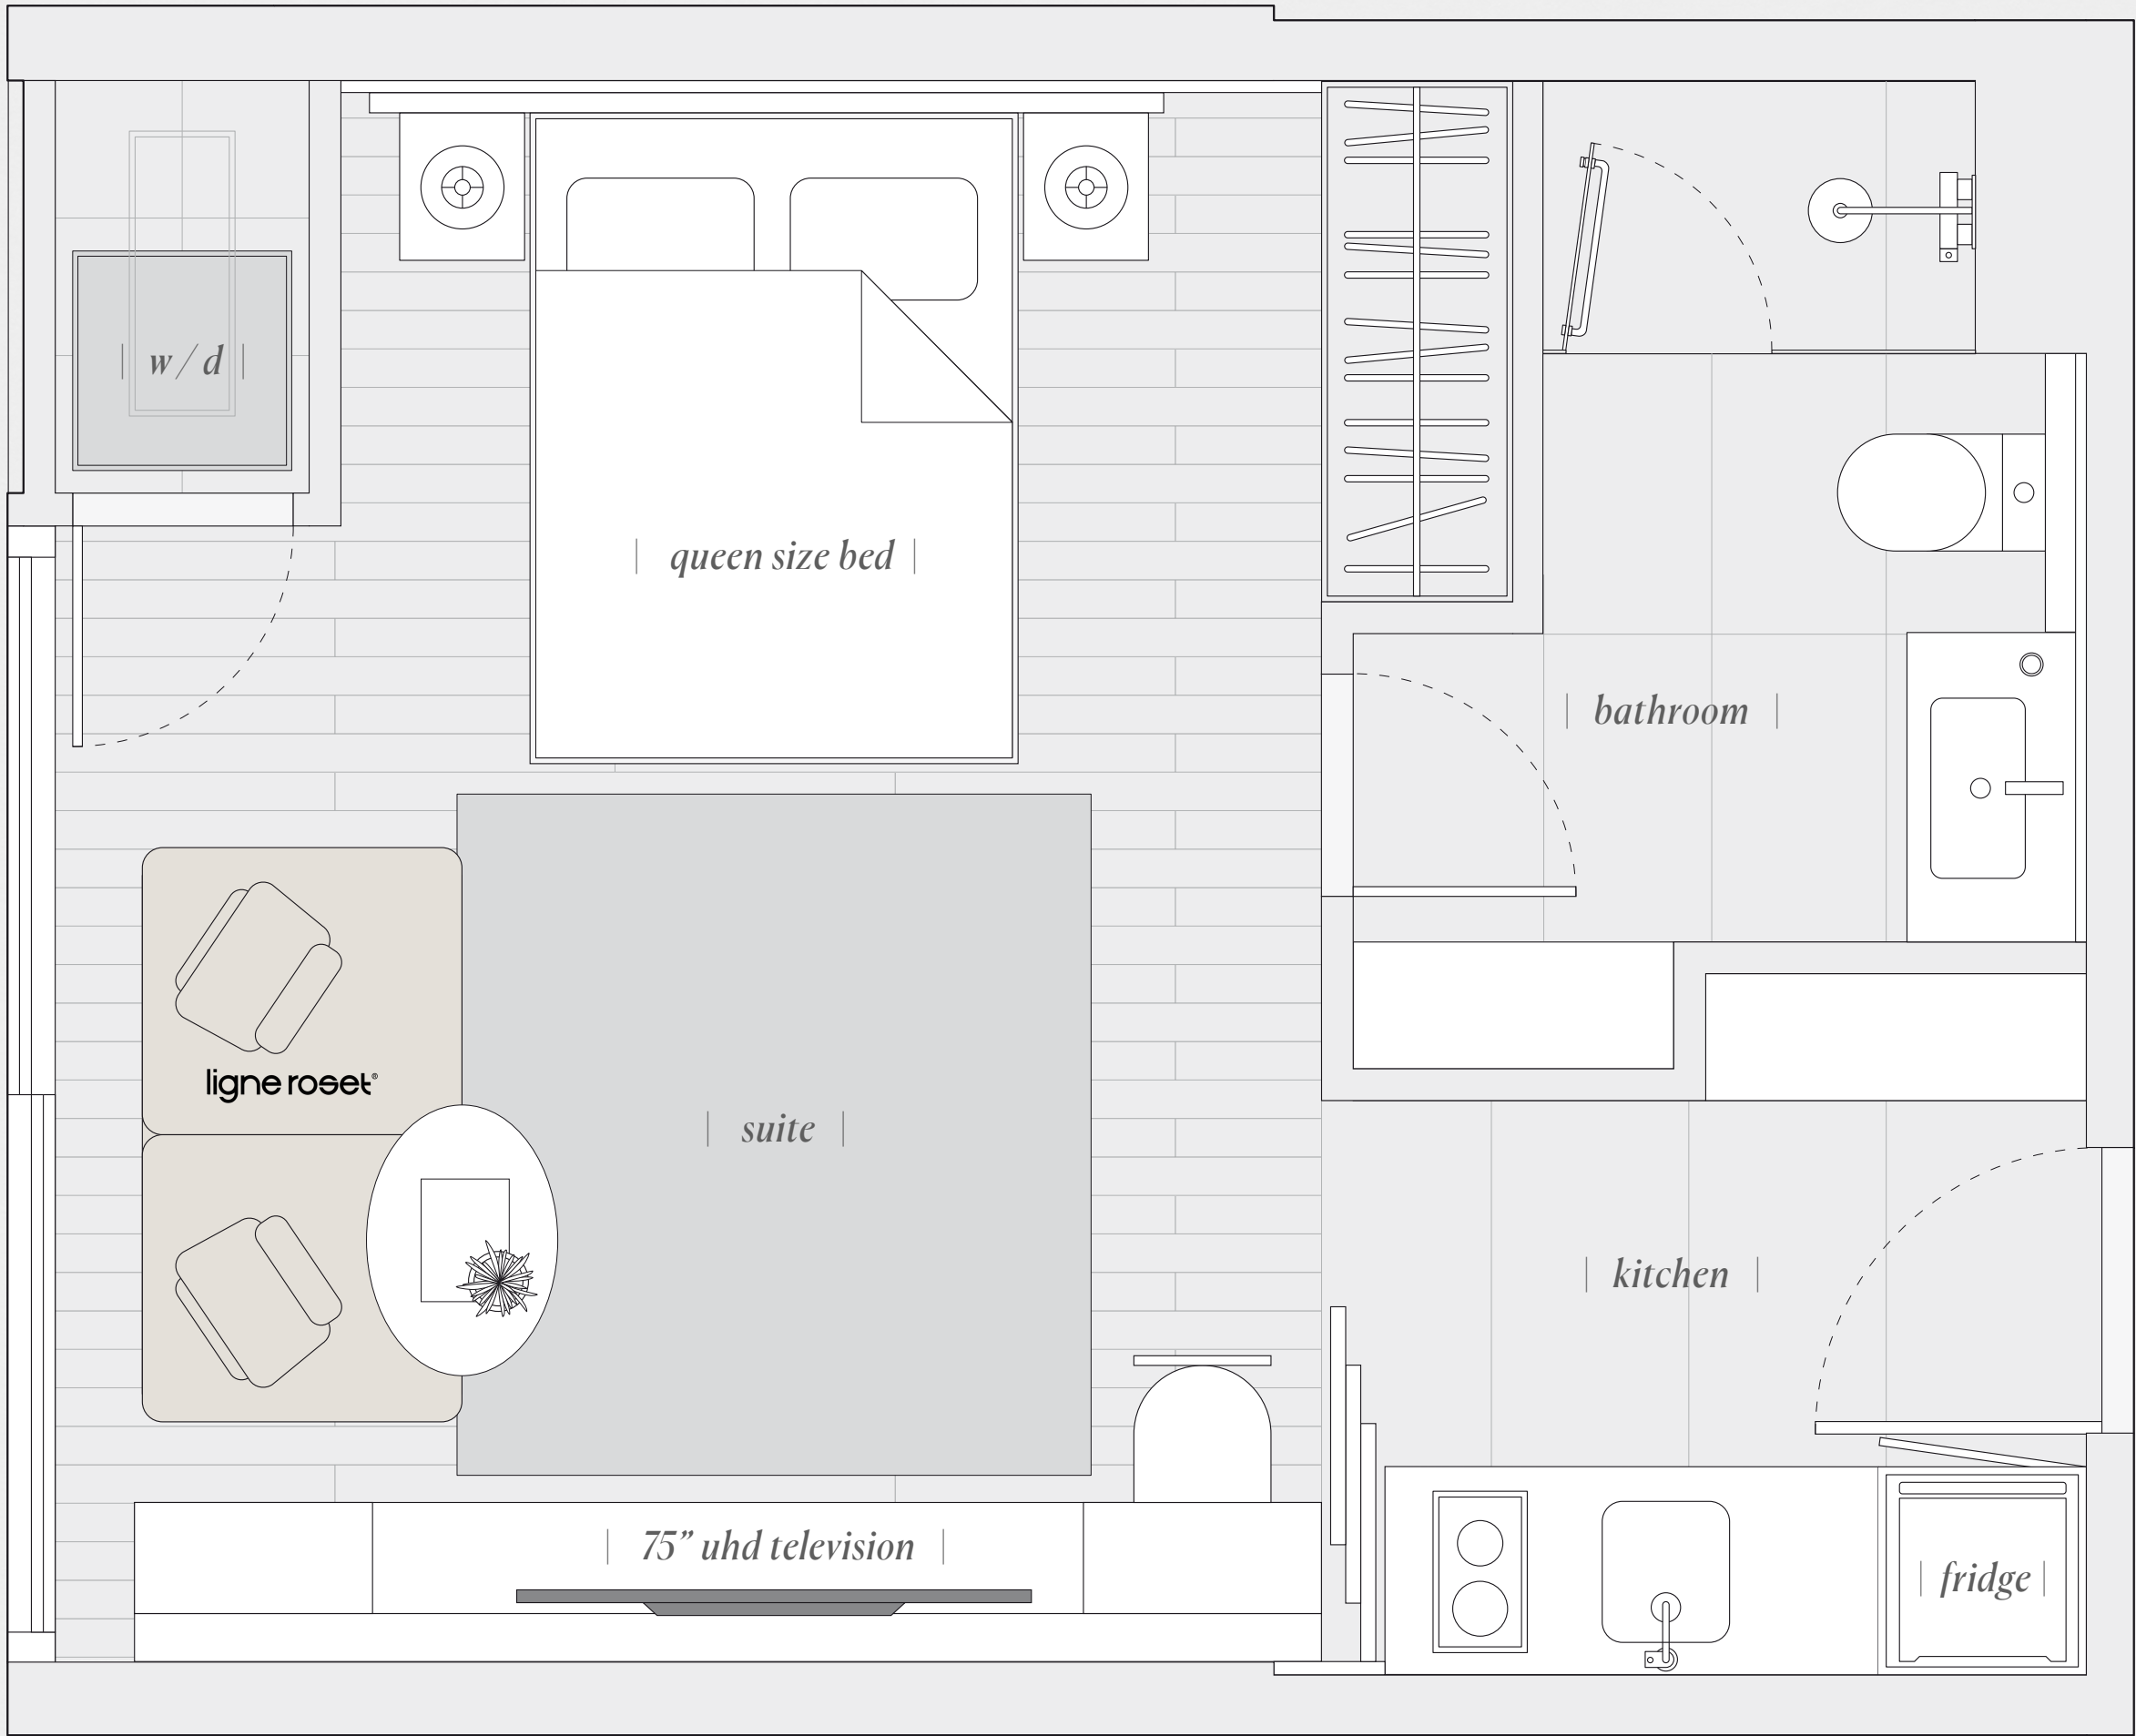 w/d
queen size bed
bathroom
ligne roset®
suite
kitchen
75” uhd television
fridge